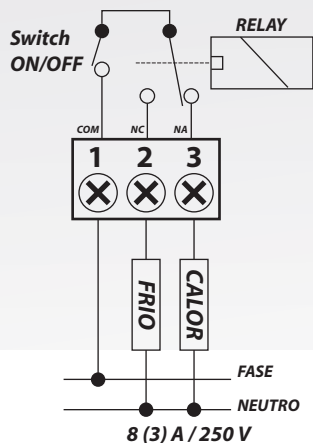 Switch
ON/OFF
RELAY
COM NC NA
1 2 3
FRIO
CALOR
FASE
NEUTRO
8 (3) A / 250 V